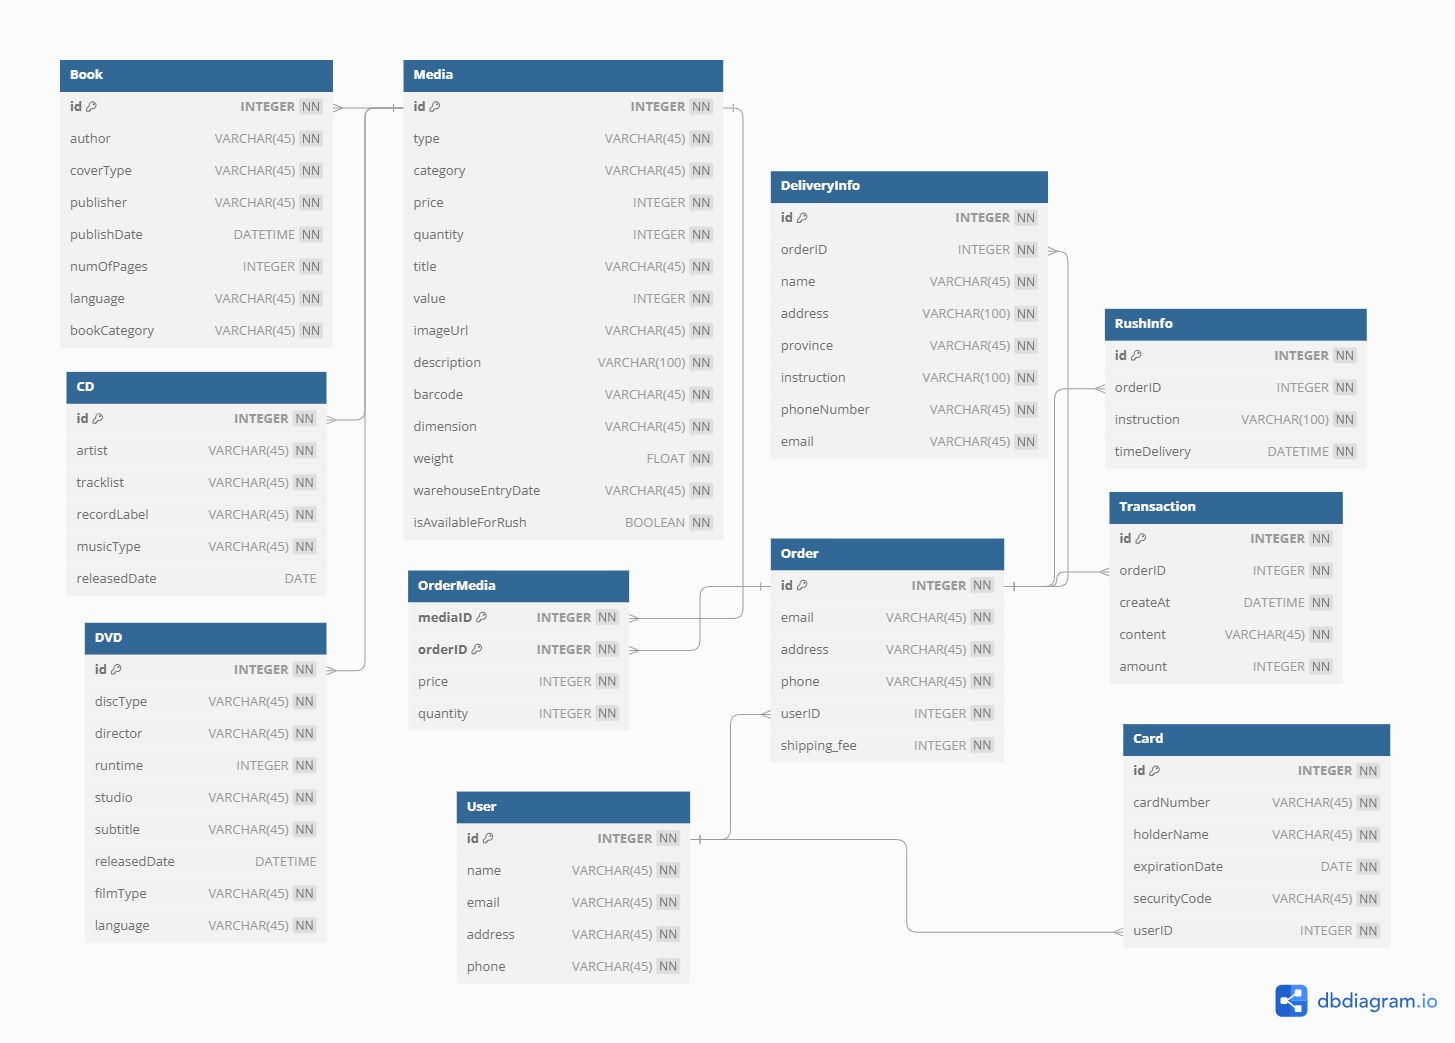 Book
id INTEGER NN
author VARCHAR(45) NN
coverType VARCHAR(45) NN
publisher VARCHAR(45) NN
publishDate DATETIME NN
numOfPages INTEGER NN
language VARCHAR(45) NN
bookCategory VARCHAR(45) NN
CD
id INTEGER NN
artist VARCHAR(45) NN
tracklist VARCHAR(45) NN
recordLabel VARCHAR(45) NN
musicType VARCHAR(45) NN
releasedDate DATE
DVD
id INTEGER NN
discType VARCHAR(45) NN
director VARCHAR(45) NN
runtime INTEGER NN
studio VARCHAR(45) NN
subtitle VARCHAR(45) NN
releasedDate DATETIME
filmType VARCHAR(45) NN
language VARCHAR(45) NN
Media
id INTEGER NN
type VARCHAR(45) NN
category VARCHAR(45) NN
price INTEGER NN
quantity INTEGER NN
title VARCHAR(45) NN
value INTEGER NN
imageUrl VARCHAR(45) NN
description VARCHAR(100) NN
barcode VARCHAR(45) NN
dimension VARCHAR(45) NN
weight FLOAT NN
warehouseEntryDate VARCHAR(45) NN
isAvailableForRush BOOLEAN NN
OrderMedia
mediaID INTEGER NN
orderID INTEGER NN
price INTEGER NN
quantity INTEGER NN
User
id INTEGER NN
name VARCHAR(45) NN
email VARCHAR(45) NN
address VARCHAR(45) NN
phone VARCHAR(45) NN
DeliveryInfo
id INTEGER NN
orderID INTEGER NN
name VARCHAR(45) NN
address VARCHAR(100) NN
province VARCHAR(45) NN
instruction VARCHAR(100) NN
phoneNumber VARCHAR(45) NN
email VARCHAR(45) NN
Order
id INTEGER NN
email VARCHAR(45) NN
address VARCHAR(45) NN
phone VARCHAR(45) NN
userID INTEGER NN
shipping_fee INTEGER NN
RushInfo
id INTEGER NN
orderID INTEGER NN
instruction VARCHAR(100) NN
timeDelivery DATETIME NN
Transaction
id INTEGER NN
orderID INTEGER NN
createAt DATETIME NN
content VARCHAR(45) NN
amount INTEGER NN
Card
id INTEGER NN
cardNumber VARCHAR(45) NN
holderName VARCHAR(45) NN
expirationDate DATE NN
securityCode VARCHAR(45) NN
userID INTEGER NN
dbdiagram.io